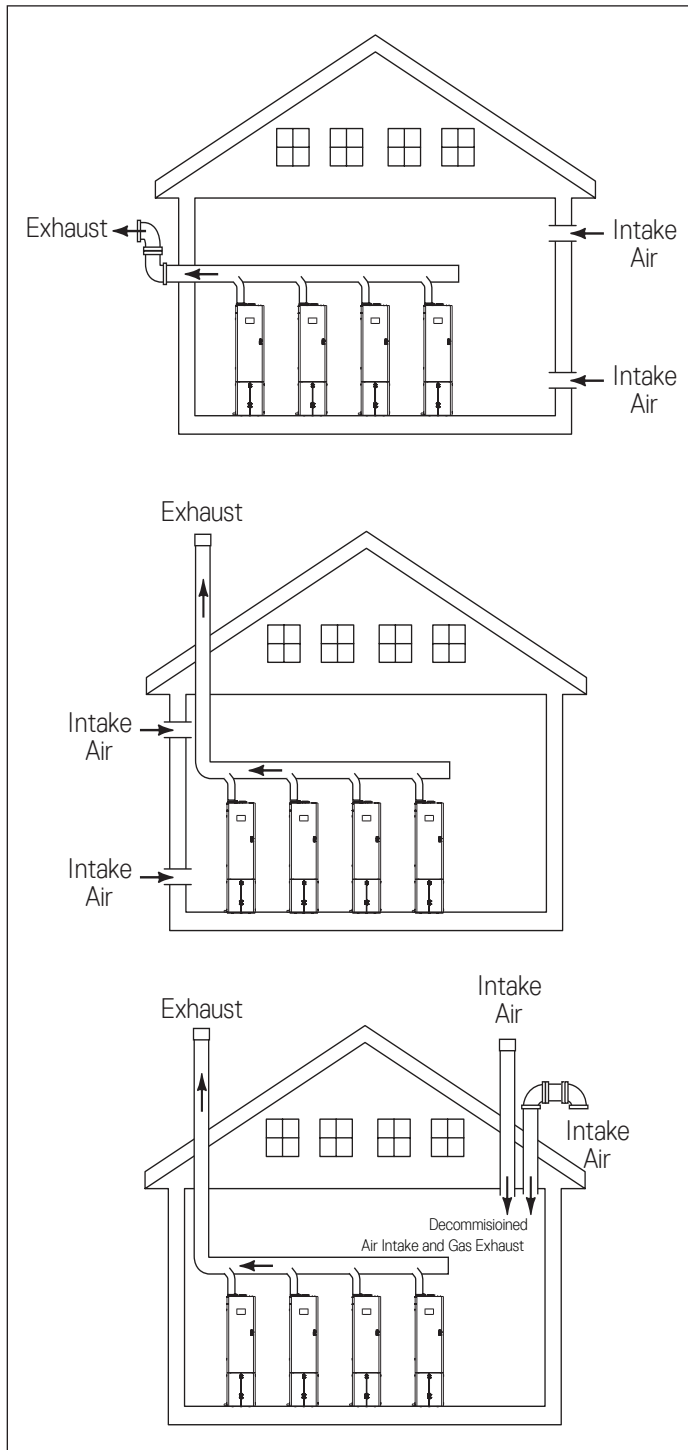 Exhaust
Intake
Air
Intake
Air
Exhaust
Intake
Air
Intake
Air
Exhaust
Intake
Air
Intake
Air
Decommisioined
Air Intake and Gas Exhaust